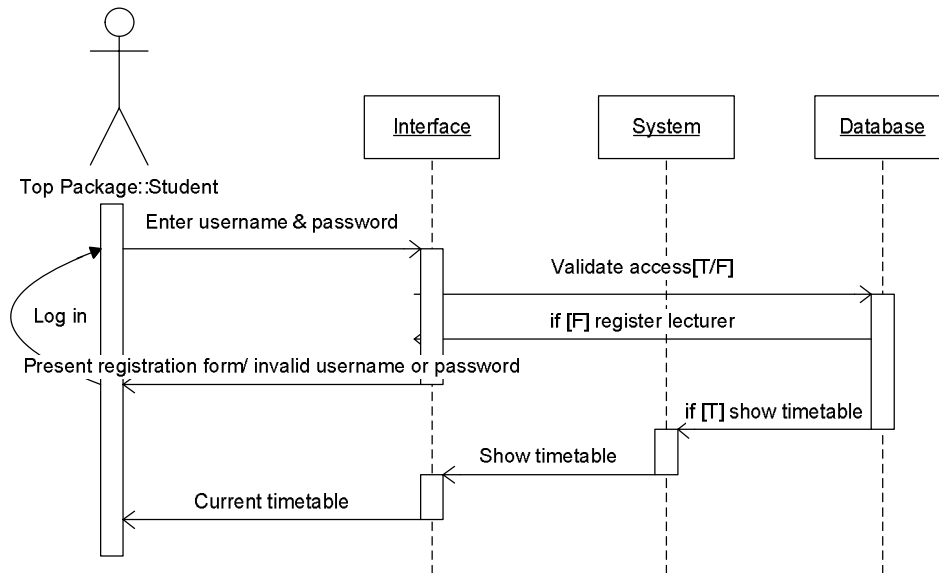 Interface
System
Database
Top Package::Student
Enter username & password
Validate access[T/F]
Log in
if [F] register lecturer
Present registration form/ invalid username or password
if [T] show timetable
Show timetable
Current timetable